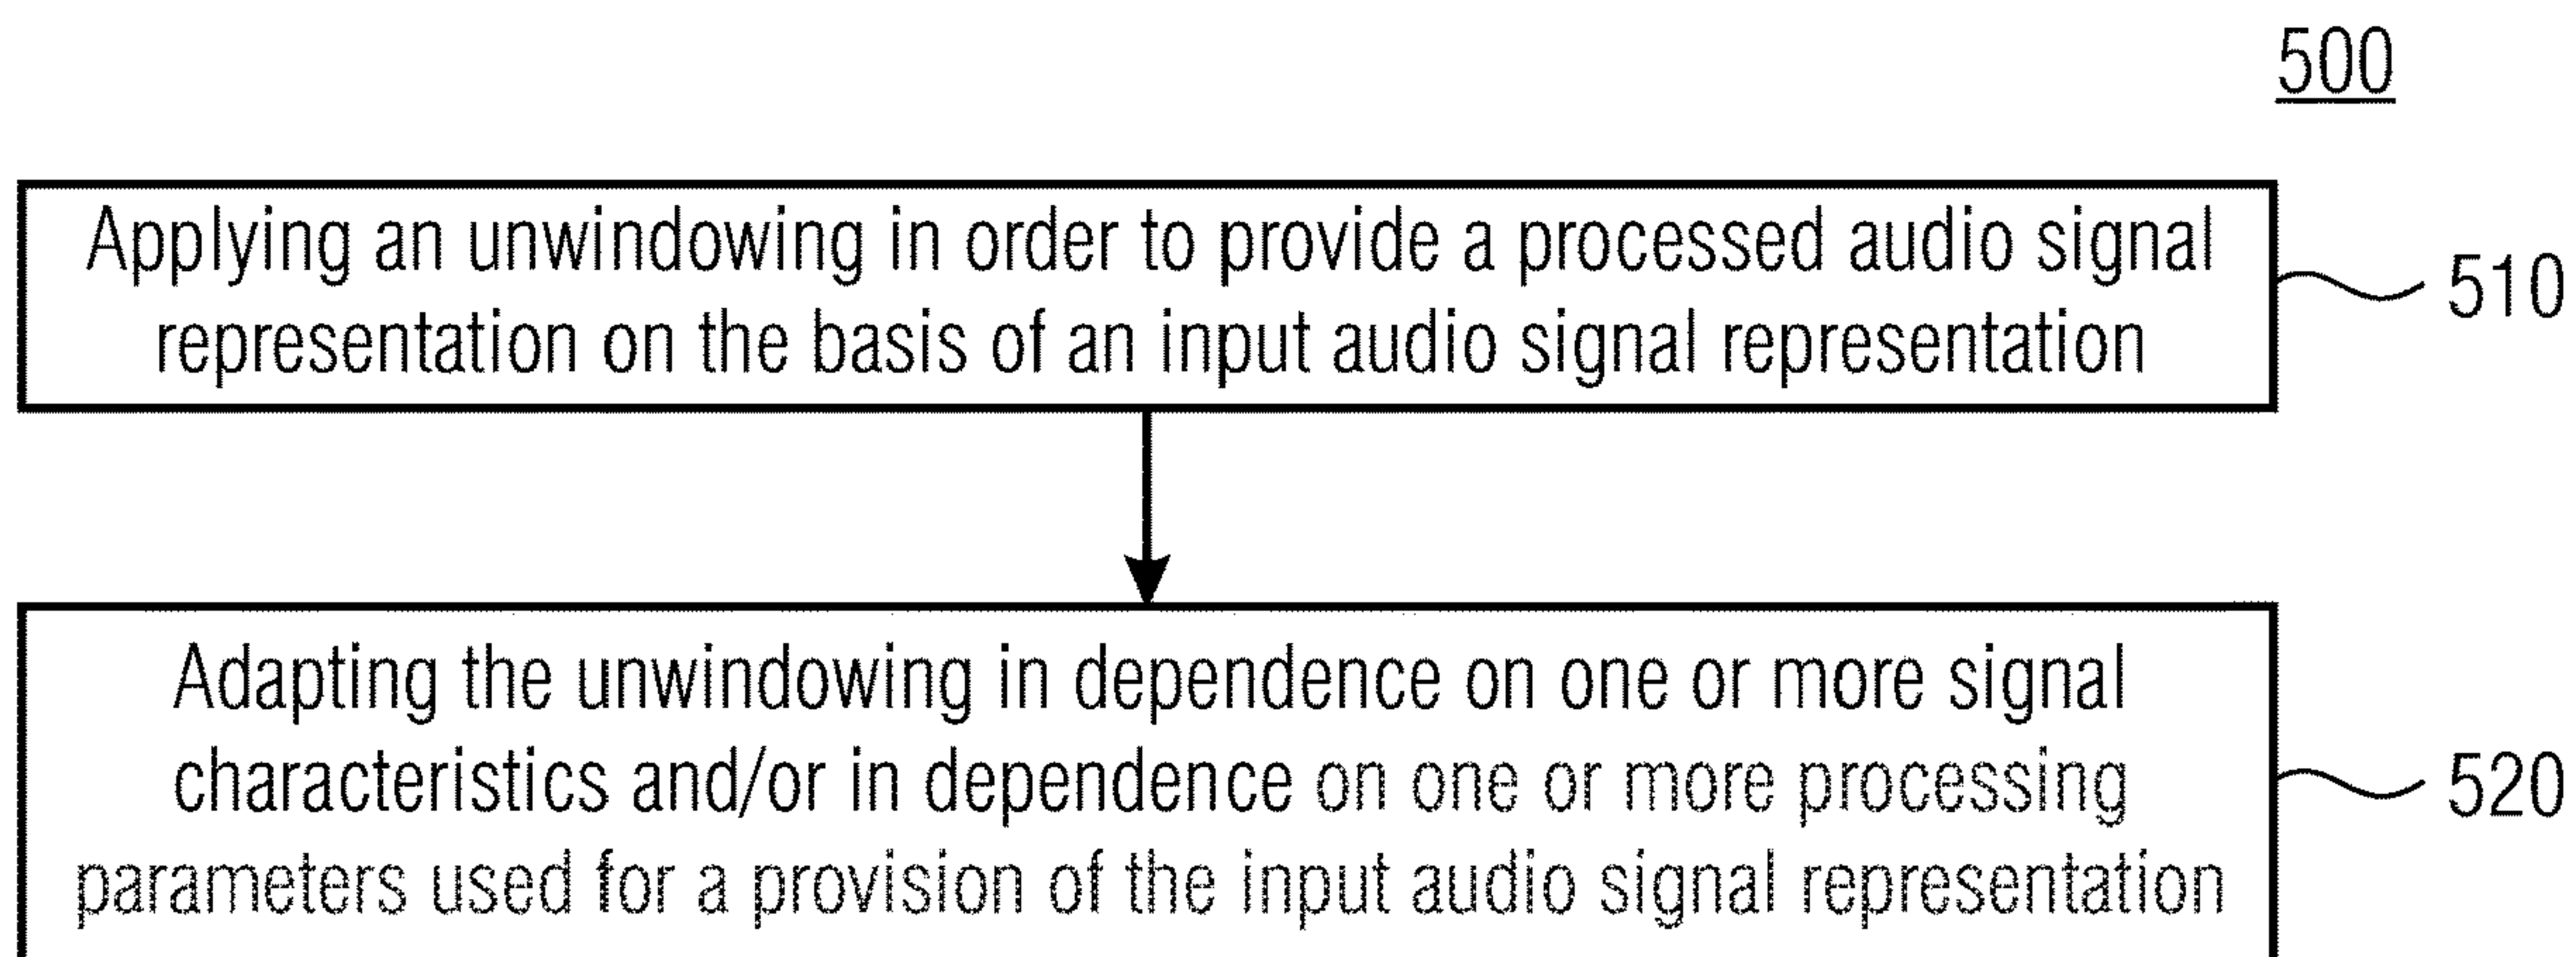 500
Applying an unwindowing in order to provide a processed audio signal
representation on the basis of an input audio signal representation
510
Adapting the unwindowing in dependence on one or more signal
characteristics and/or in dependence on one or more processing
parameters used for a provision of the input audio signal representation
520